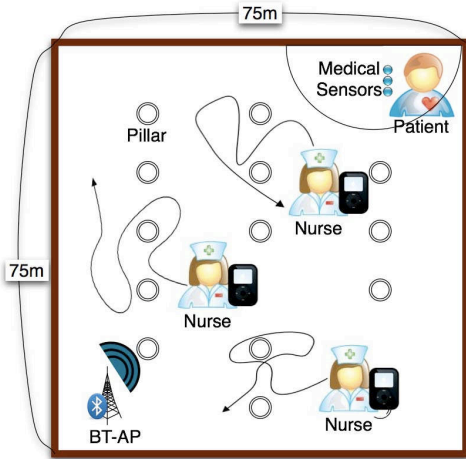 75m
Medical
Sensors
Patient
Pillar
Nurse
75m
Nurse
Nurse
BT-AP